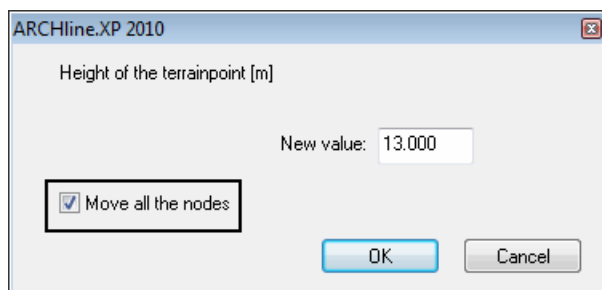 ARCHline.XP 2010
Height of the terrainpoint [m]
New value: 13.000
Move all the nodes
OK Cancel